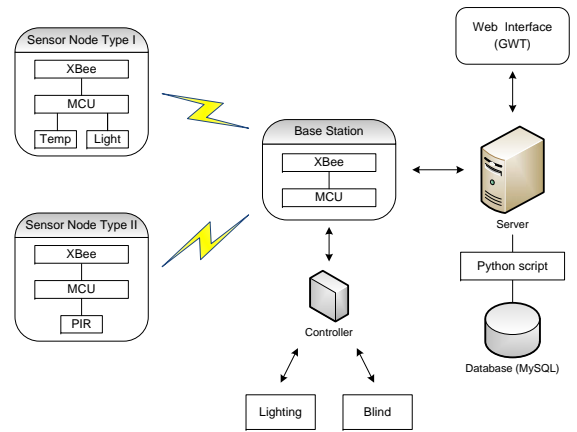 Sensor Node Type I
XBee
MCU
Temp
Light
Sensor Node Type II
XBee
MCU
PIR
Base Station
XBee
MCU
Controller
Lighting
Blind
Web Interface
(GWT)
Server
Python script
Database (MySQL)